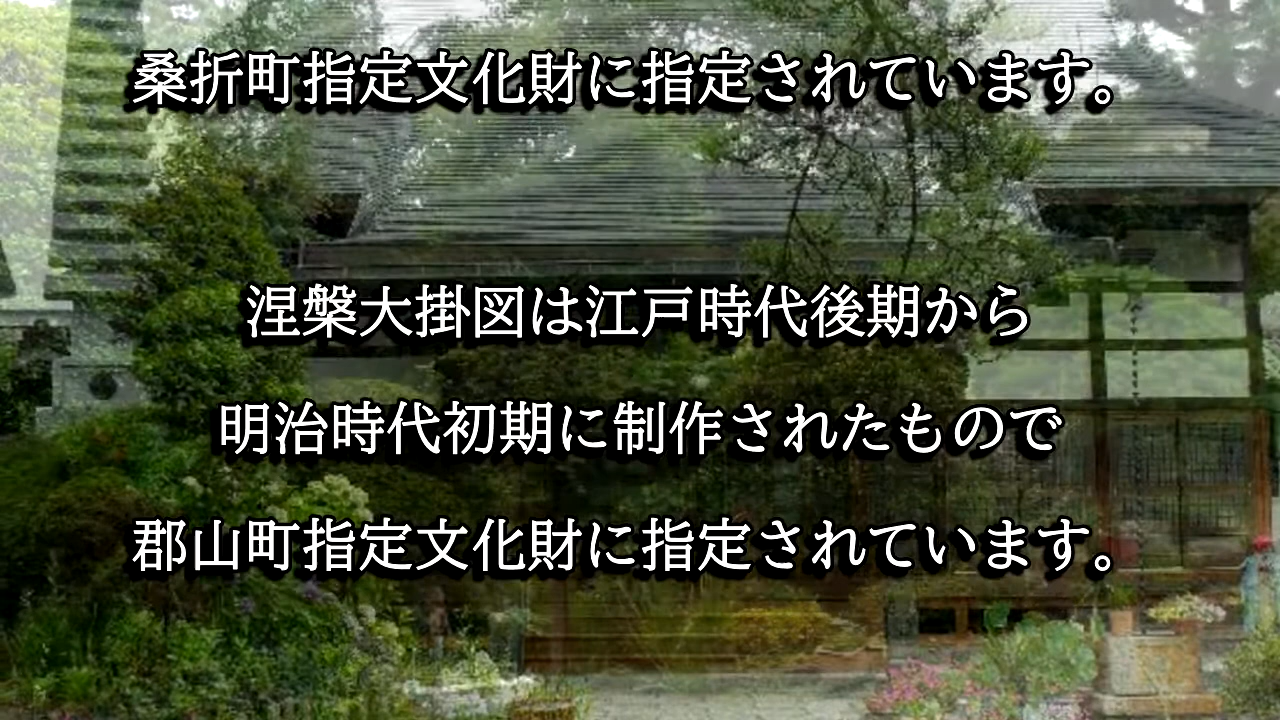 桑折町指定文化財に指定されています。
涅槃大掛図は江戸時代後期から
明治時代初期に制作されたもので
郡山町指定文化財に指定されています。